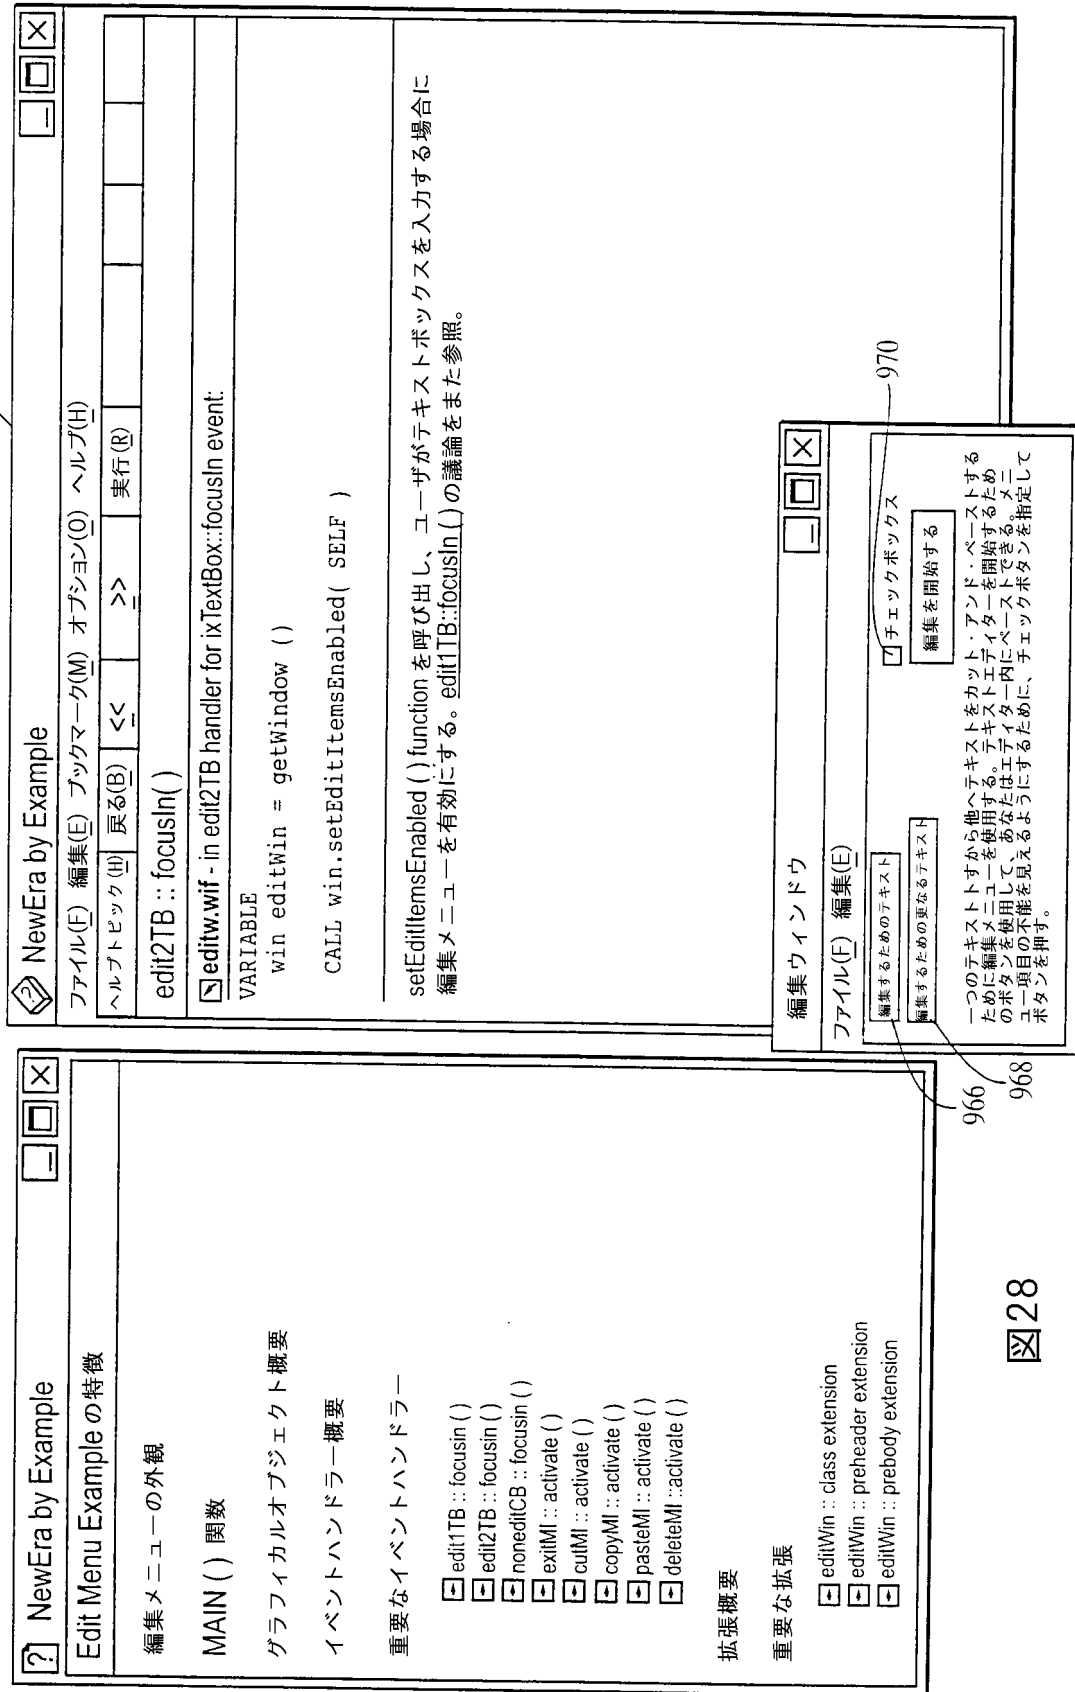 NewEra by Example
Edit Menu Example の特徴
編集メニューの外観
MAIN ( ) 関数
グラフィカルオブジェクト概要
イベントハンドラー概要
重要なイベントハンドラー
edit1TB :: focusin ( )
edit2TB :: focusin ( )
noneditCB :: focusin ( )
exitMI :: activate ( )
cutMI :: activate ( )
copyMI :: activate ( )
pasteMI :: activate ( )
deleteMI ::activate ( )
拡張概要
重要な拡張
editWin :: class extension
editWin :: preheader extension
editWin :: prebody extension
NewEra by Example
ファイル(F) 編集(E) ブックマーク(M) オプション(O) ヘルプ(H)
ヘルプトピック(H) 戻る(B) << >> 実行(R)
edit2TB :: focusIn( )
editw.wif - in edit2TB handler for ixTextBox::focusIn event:
VARIABLE
win editWin = getWindow ()
CALL win.setEditItemsEnabled( SELF )
setEditItemsEnabled ( ) function を呼び出し、ユーザがテキストボックスを入力する場合に
編集メニューを有効にする。edit1TB::focusIn ( ) の議論をまた参照。
編集ウィンドウ
ファイル(F) 編集(E)
編集するためのテキスト
チェックボックス
編集するための更なるテキスト
編集を開始する
一つのテキストトすから他へテキストをカット・アンド・ペーストする
ために編集メニューを使用する。テキストエディターを開始するため
のボタンを使用して、あなたはエディター内にペーストできる。メニ
ュー項目の不能を見えるようにするために、チェックボタンを指定して
ボタンを押す。
966
968
970
図28